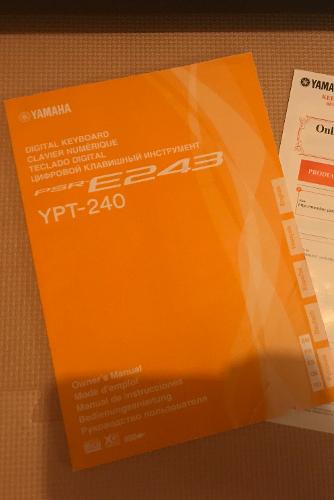 YAMAHA
DIGITAL KEYBOARD
CLAVIER NUMÉRIQUE
TECLADO DIGITAL
ЦИФРОВОЙ КЛАВИШНЫЙ ИНСТРУМЕНТ
PSR E243
YPT-240
Owner's Manual
Mode d'emploi
Manual de instrucciones
Bedienungsanleitung
Руководство пользователя
YAMAHA
Onl
PRODU